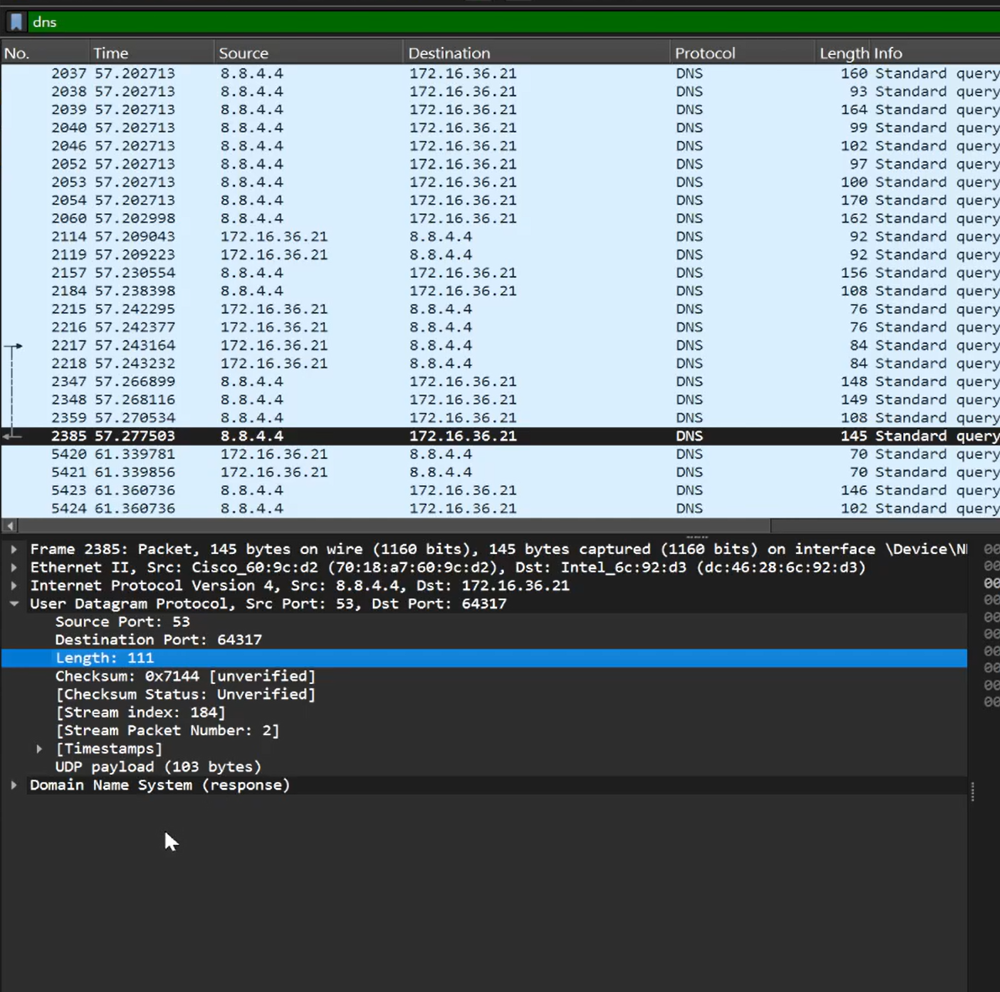 dns
No. Time Source Destination Protocol Length Info
2037 57.202713 8.8.4.4 172.16.36.21 DNS 160 Standard query
2038 57.202713 8.8.4.4 172.16.36.21 DNS 93 Standard query
2039 57.202713 8.8.4.4 172.16.36.21 DNS 164 Standard query
2040 57.202713 8.8.4.4 172.16.36.21 DNS 99 Standard query
2046 57.202713 8.8.4.4 172.16.36.21 DNS 102 Standard query
2052 57.202713 8.8.4.4 172.16.36.21 DNS 97 Standard query
2053 57.202713 8.8.4.4 172.16.36.21 DNS 100 Standard query
2054 57.202713 8.8.4.4 172.16.36.21 DNS 170 Standard query
2060 57.202998 8.8.4.4 172.16.36.21 DNS 162 Standard query
2114 57.209043 172.16.36.21 8.8.4.4 DNS 92 Standard query
2119 57.209223 172.16.36.21 8.8.4.4 DNS 92 Standard query
2157 57.230554 8.8.4.4 172.16.36.21 DNS 156 Standard query
2184 57.238398 8.8.4.4 172.16.36.21 DNS 108 Standard query
2215 57.242295 172.16.36.21 8.8.4.4 DNS 76 Standard query
2216 57.242377 172.16.36.21 8.8.4.4 DNS 76 Standard query
2217 57.243164 172.16.36.21 8.8.4.4 DNS 84 Standard query
2218 57.243232 172.16.36.21 8.8.4.4 DNS 84 Standard query
2347 57.266899 8.8.4.4 172.16.36.21 DNS 148 Standard query
2348 57.268116 8.8.4.4 172.16.36.21 DNS 149 Standard query
2359 57.270534 8.8.4.4 172.16.36.21 DNS 108 Standard query
2385 57.277503 8.8.4.4 172.16.36.21 DNS 145 Standard query
5420 61.339781 172.16.36.21 8.8.4.4 DNS 70 Standard query
5421 61.339856 172.16.36.21 8.8.4.4 DNS 70 Standard query
5423 61.360736 8.8.4.4 172.16.36.21 DNS 146 Standard query
5424 61.360736 8.8.4.4 172.16.36.21 DNS 102 Standard query
Frame 2385: Packet, 145 bytes on wire (1160 bits), 145 bytes captured (1160 bits) on interface \Device\N
Ethernet II, Src: Cisco_60:9c:d2 (70:18:a7:60:9c:d2), Dst: Intel_6c:92:d3 (dc:46:28:6c:92:d3)
Internet Protocol Version 4, Src: 8.8.4.4, Dst: 172.16.36.21
User Datagram Protocol, Src Port: 53, Dst Port: 64317
Source Port: 53
Destination Port: 64317
Length: 111
Checksum: 0x7144 [unverified]
[Checksum Status: Unverified]
[Stream index: 184]
[Stream Packet Number: 2]
[Timestamps]
UDP payload (103 bytes)
Domain Name System (response)